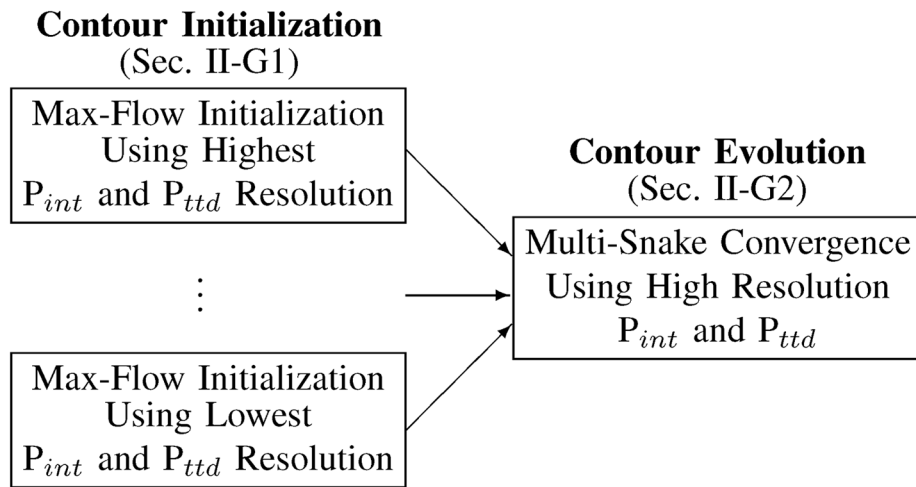 Contour Initialization
(Sec. II-G1)
Max-Flow Initialization
Using Highest
P_int and P_ttd Resolution
⋮
Max-Flow Initialization
Using Lowest
P_int and P_ttd Resolution
Contour Evolution
(Sec. II-G2)
Multi-Snake Convergence
Using High Resolution
P_int and P_ttd